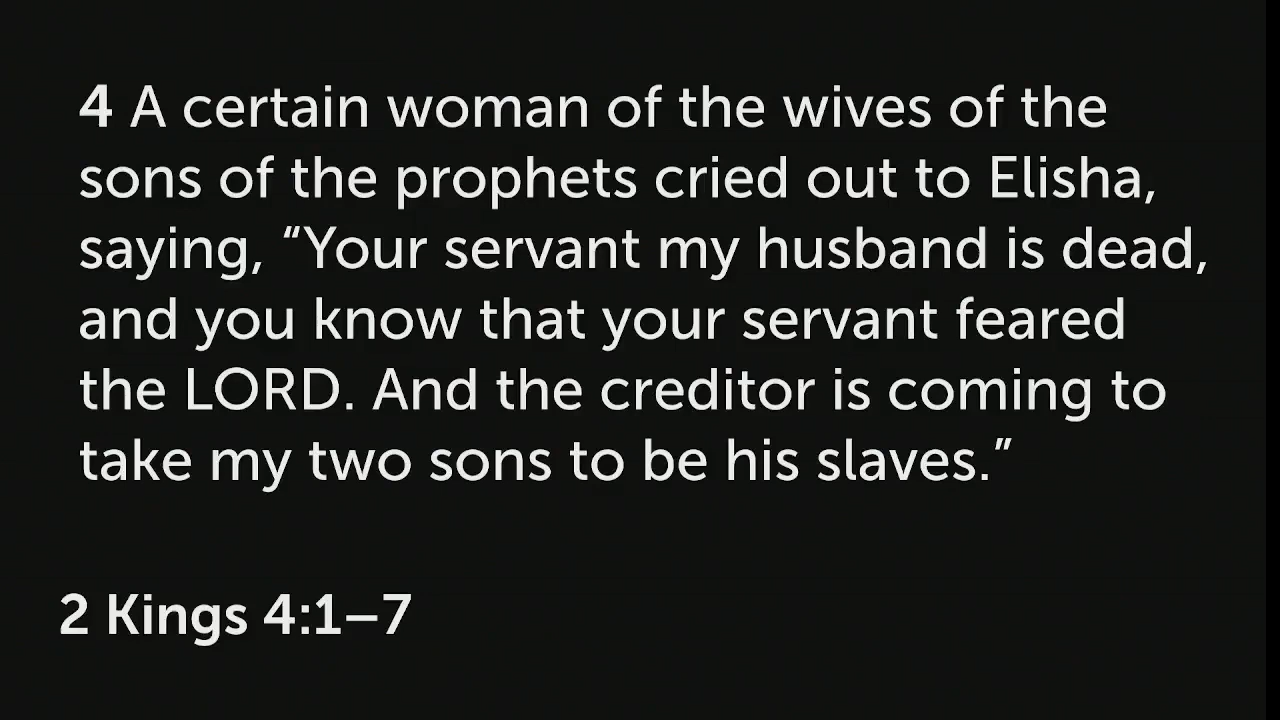 4 A certain woman of the wives of the
sons of the prophets cried out to Elisha,
saying, “Your servant my husband is dead,
and you know that your servant feared
the LORD. And the creditor is coming to
take my two sons to be his slaves.”
2 Kings 4:1–7